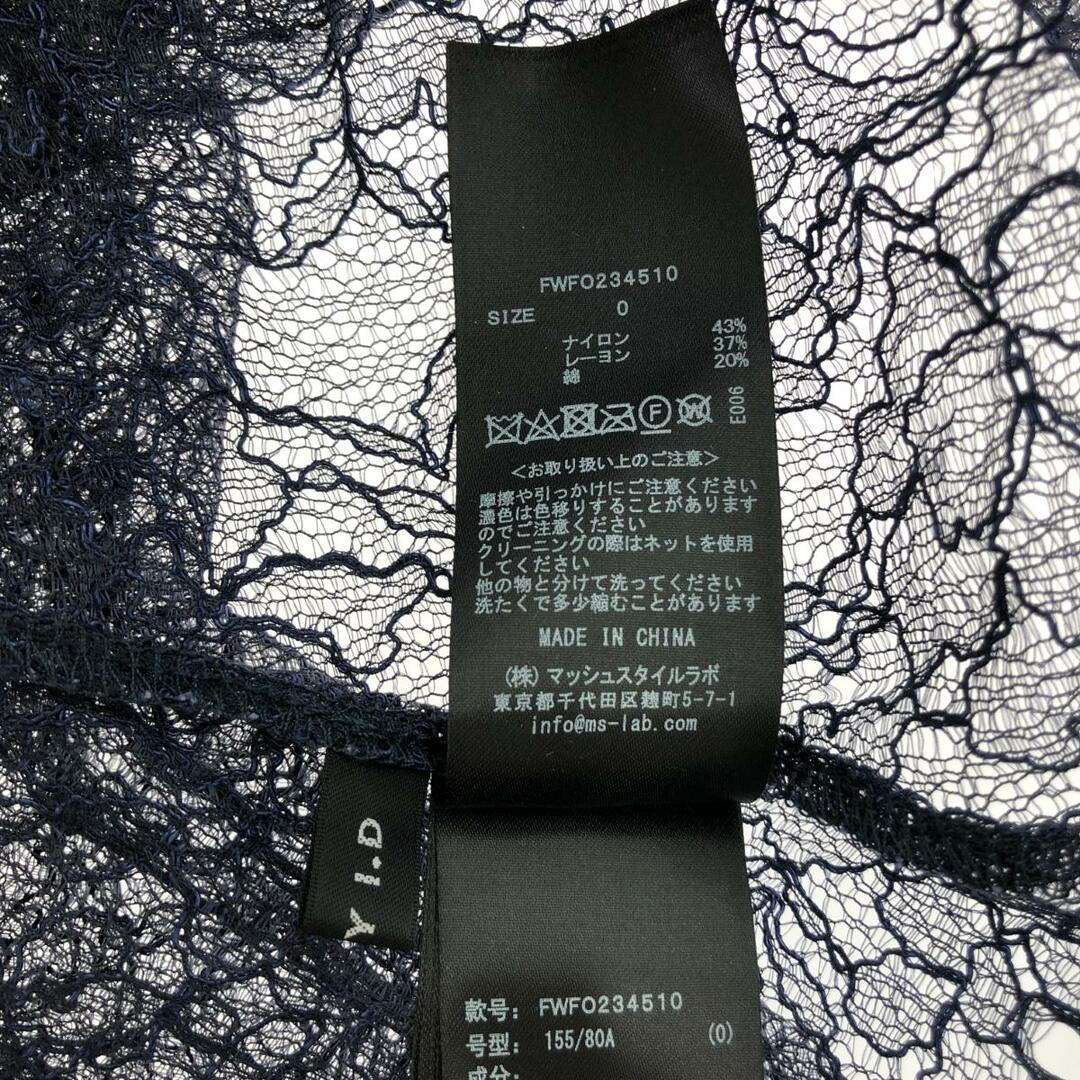 FWFO234510
SIZE 0
ナイロン 43%
レーヨン 37%
綿 20%
E006
F
W
＜お取り扱い上のご注意＞
摩擦や引っかけにご注意ください
濃色は色移りすることがあります
のでご注意ください
クリーニングの際はネットを使用
してください
他の物と分けて洗ってください
洗たくで多少縮むことがあります
MADE IN CHINA
(株)マッシュスタイルラボ
東京都千代田区麹町5-7-1
info@ms-lab.com
Y I.D
款号: FWFO234510
号型: 155/80A (0)
成分: